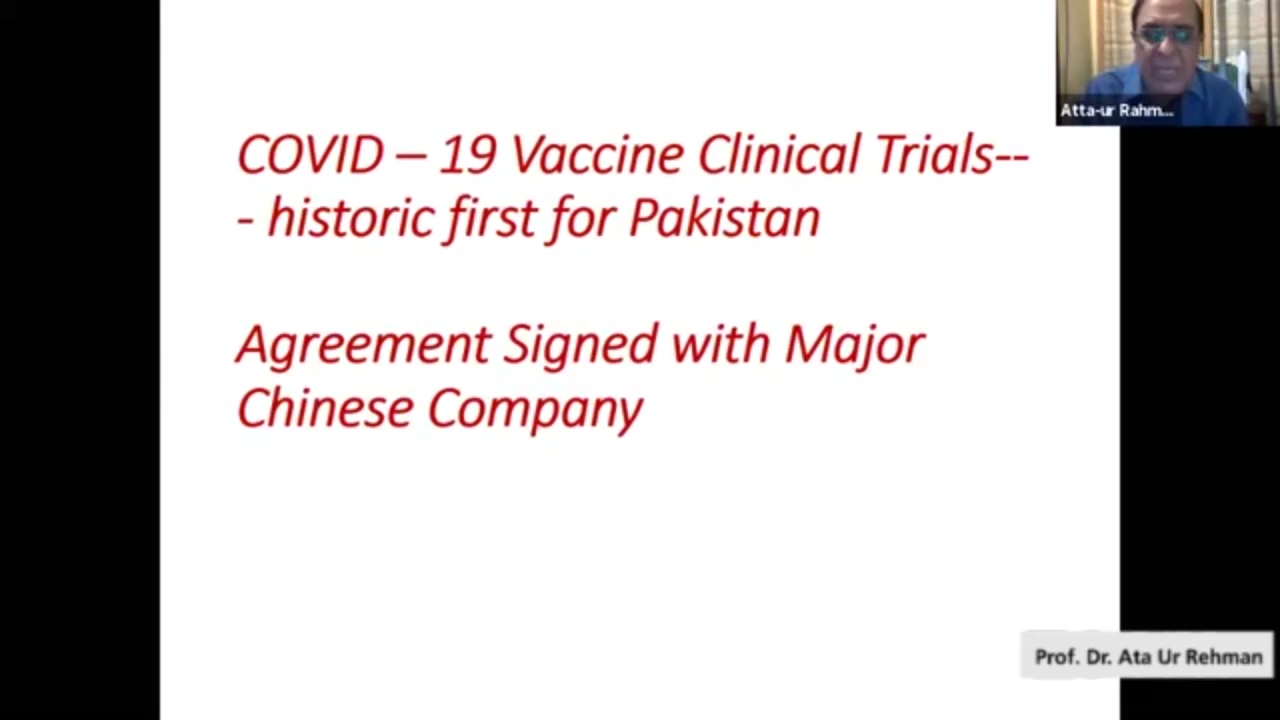 Atta-ur Rahm...
COVID – 19 Vaccine Clinical Trials--
- historic first for Pakistan
Agreement Signed with Major
Chinese Company
Prof. Dr. Ata Ur Rehman